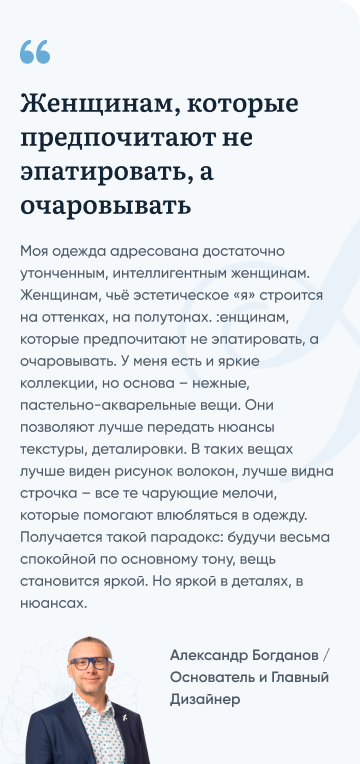 Женщинам, которые
предпочитают не
эпатировать, а
очаровывать
Моя одежда адресована достаточно
утонченным, интеллигентным женщинам.
Женщинам, чьё эстетическое «я» строится
на оттенках, на полутонах. :енщинам,
которые предпочитают не эпатировать, а
очаровывать. У меня есть и яркие
коллекции, но основа – нежные,
пастельно-акварельные вещи. Они
позволяют лучше передать нюансы
текстуры, деталировки. В таких вещах
лучше виден рисунок волокон, лучше видна
строчка – все те чарующие мелочи,
которые помогают влюбляться в одежду.
Получается такой парадокс: будучи весьма
спокойной по основному тону, вещь
становится яркой. Но яркой в деталях, в
нюансах.
Александр Богданов /
Основатель и Главный
Дизайнер